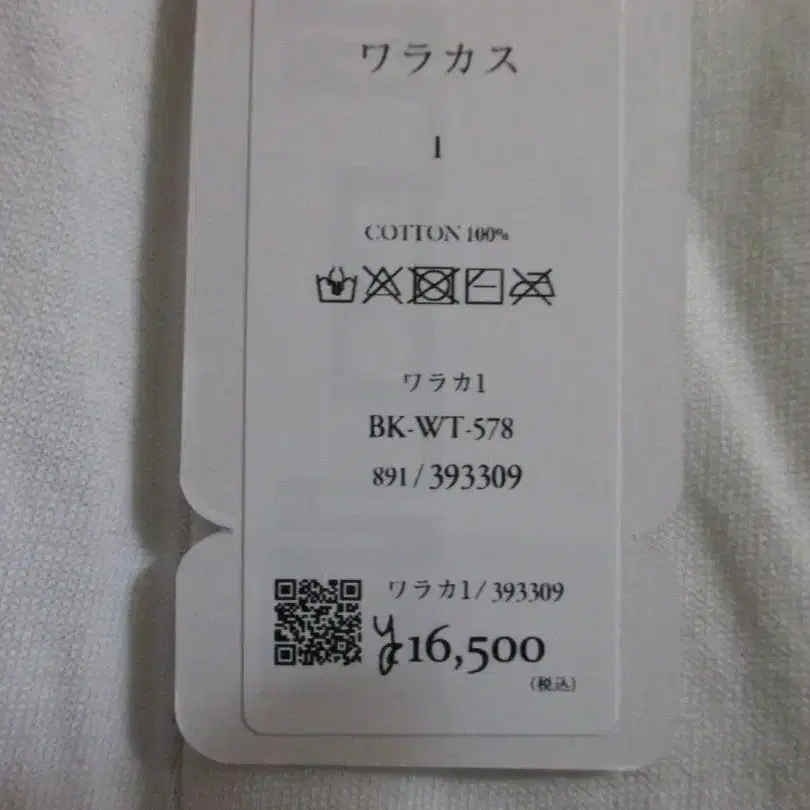 ワラカス
1
COTTON 100%
ワラカ1
BK-WT-578
891/393309
ワラカ1/393309
¥16,500
(税込)